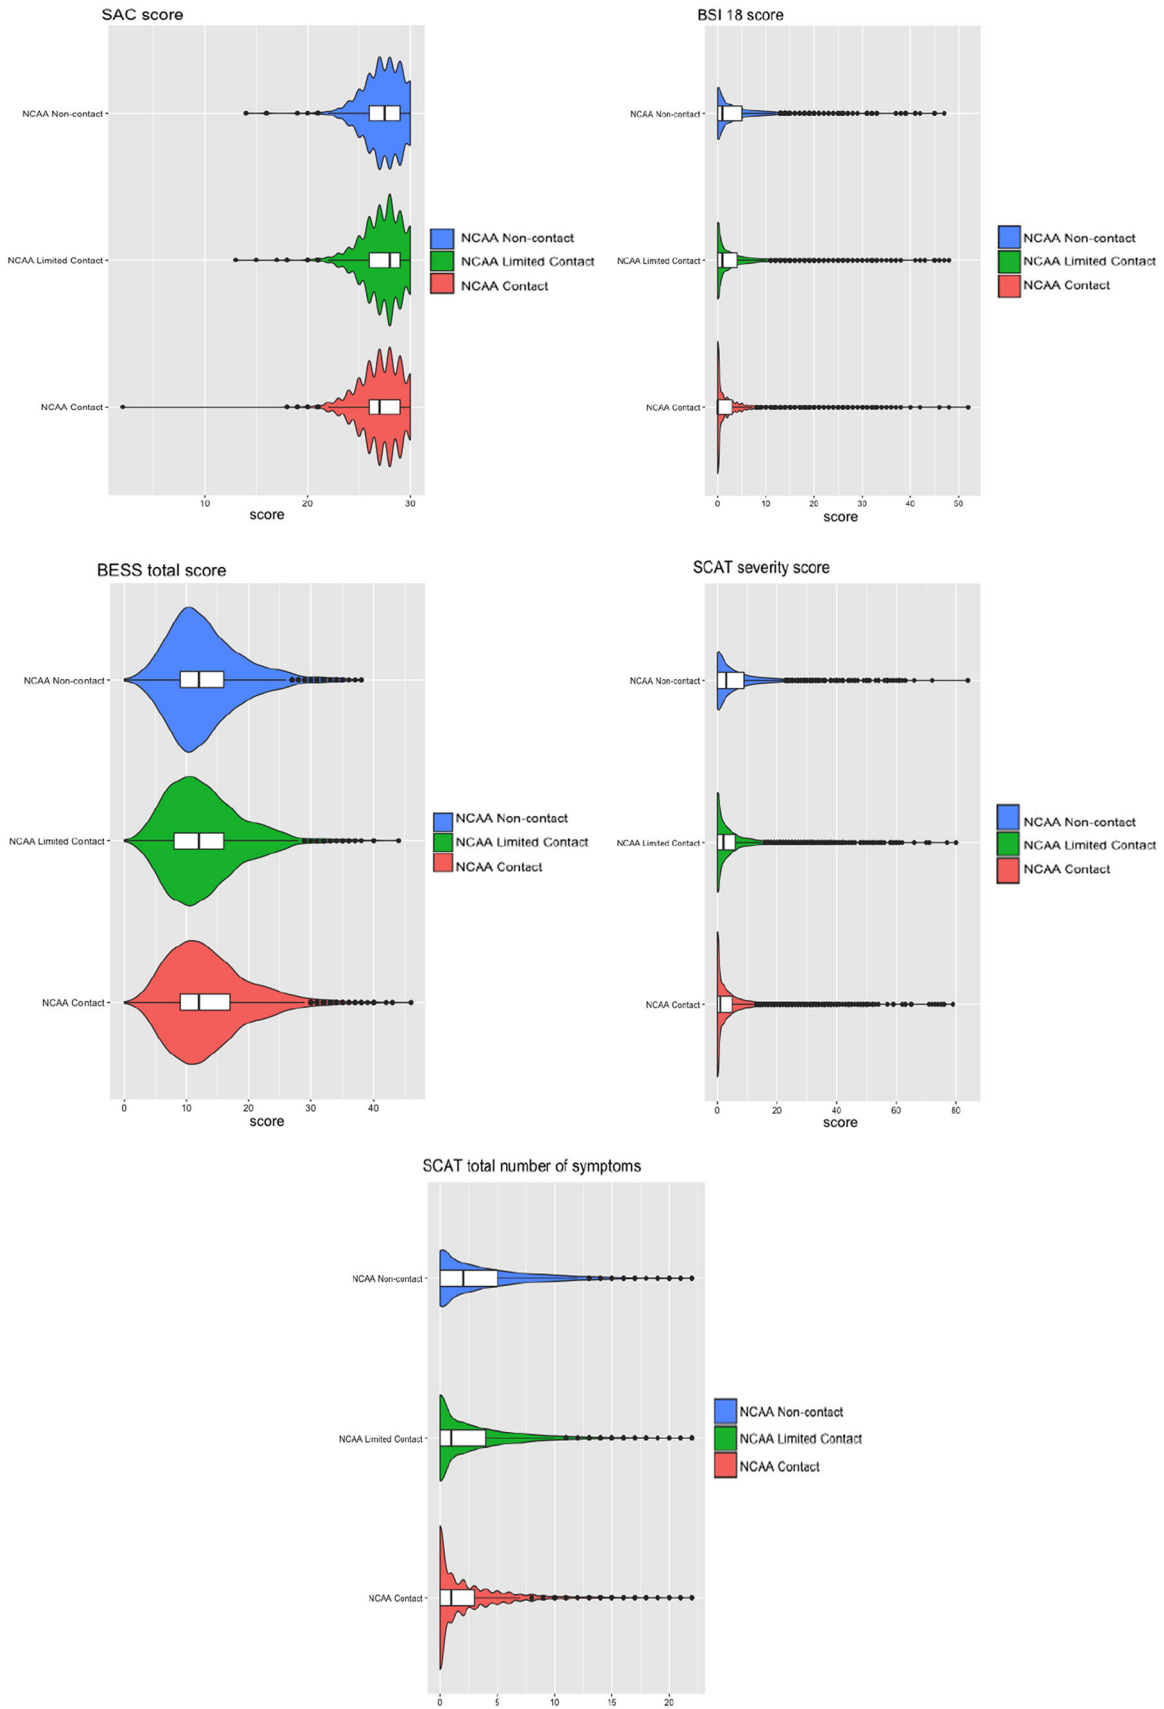 SAC score
NCAA Non-contact
NCAA Limited Contact
NCAA Contact
10 20 30
score
NCAA Non-contact
NCAA Limited Contact
NCAA Contact
BSI 18 score
NCAA Non-contact
NCAA Limited Contact
NCAA Contact
0 10 20 30 40 50
score
NCAA Non-contact
NCAA Limited Contact
NCAA Contact
BESS total score
NCAA Non-contact
NCAA Limited Contact
NCAA Contact
0 10 20 30 40
score
NCAA Non-contact
NCAA Limited Contact
NCAA Contact
SCAT severity score
NCAA Non-contact
NCAA Limited Contact
NCAA Contact
0 20 40 60 80
score
NCAA Non-contact
NCAA Limited Contact
NCAA Contact
SCAT total number of symptoms
NCAA Non-contact
NCAA Limited Contact
NCAA Contact
0 5 10 15 20
NCAA Non-contact
NCAA Limited Contact
NCAA Contact